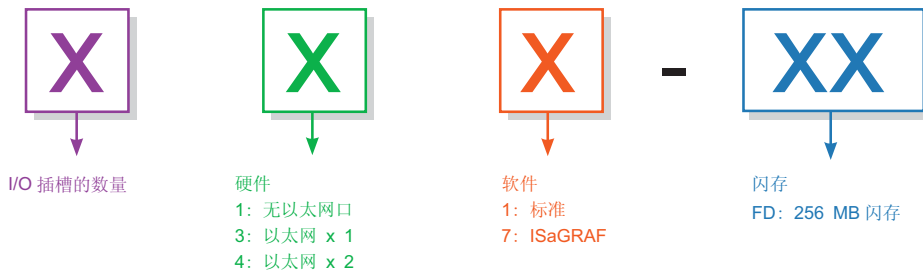 X X X - XX
I/O 插槽的数量
硬件
1：无以太网口
3：以太网 x 1
4：以太网 x 2
软件
1：标准
7：ISaGRAF
闪存
FD：256 MB 闪存